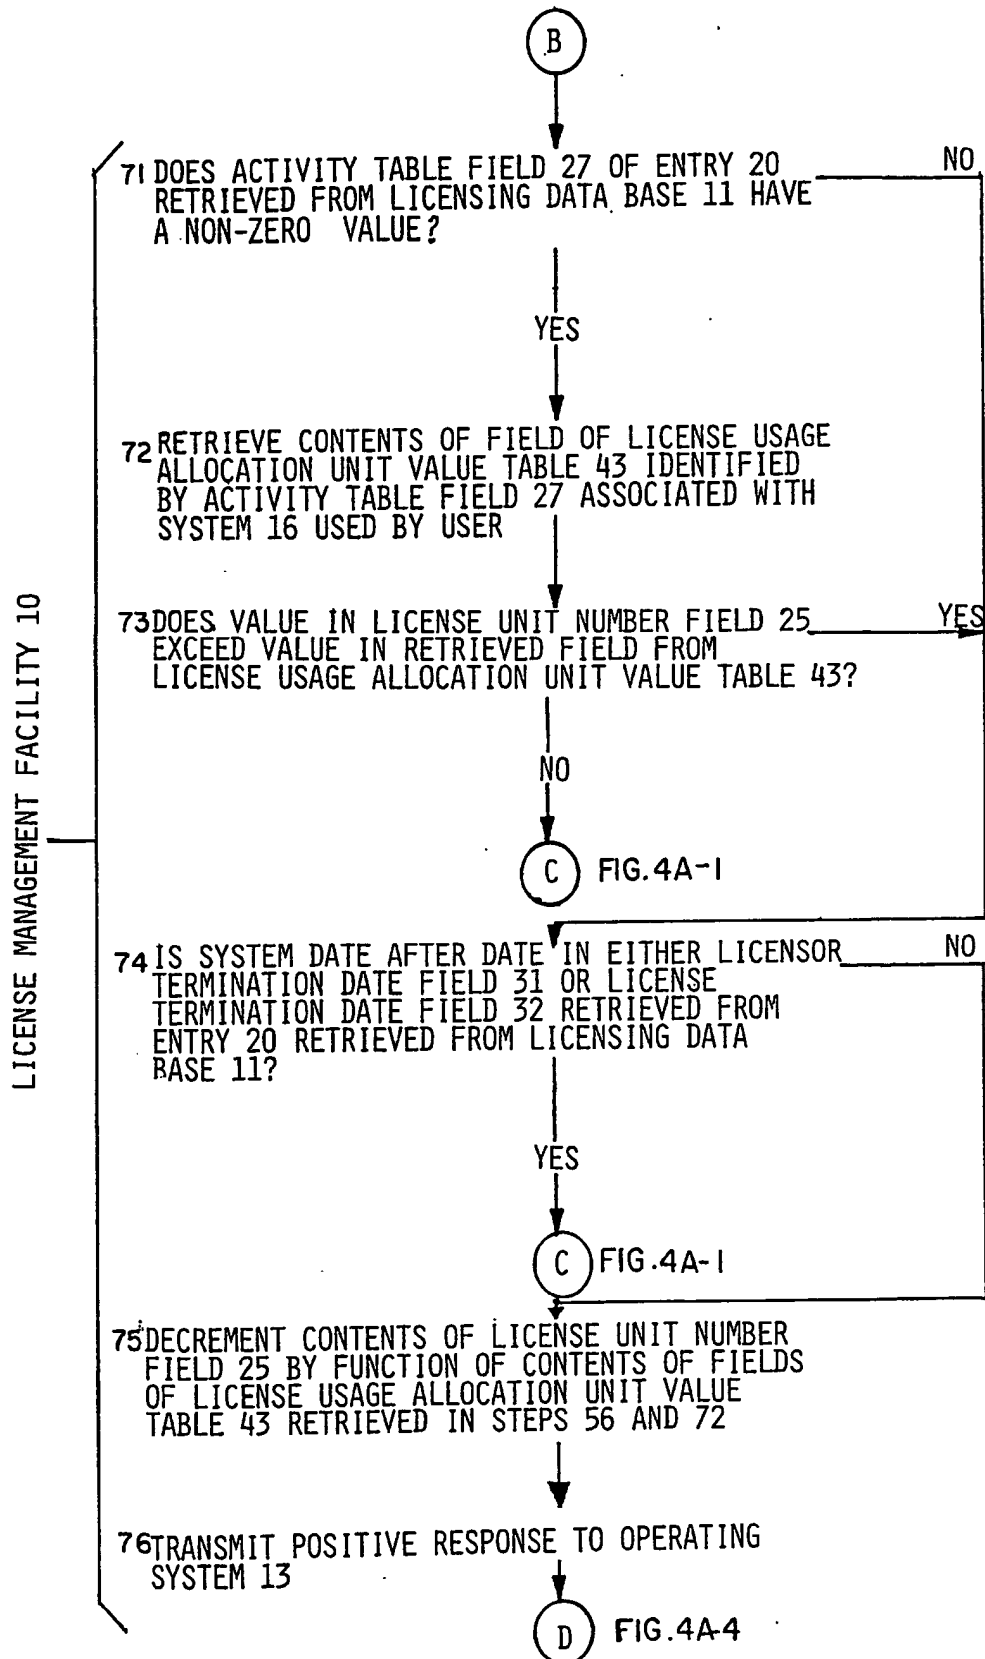 B
71 DOES ACTIVITY TABLE FIELD 27 OF ENTRY 20 NO
RETRIEVED FROM LICENSING DATA BASE 11 HAVE
A NON-ZERO VALUE?
YES
72 RETRIEVE CONTENTS OF FIELD OF LICENSE USAGE
ALLOCATION UNIT VALUE TABLE 43 IDENTIFIED
BY ACTIVITY TABLE FIELD 27 ASSOCIATED WITH
SYSTEM 16 USED BY USER
73 DOES VALUE IN LICENSE UNIT NUMBER FIELD 25 YES
EXCEED VALUE IN RETRIEVED FIELD FROM
LICENSE USAGE ALLOCATION UNIT VALUE TABLE 43?
NO
C FIG.4A-1
LICENSE MANAGEMENT FACILITY 10
74 IS SYSTEM DATE AFTER DATE IN EITHER LICENSOR NO
TERMINATION DATE FIELD 31 OR LICENSE
TERMINATION DATE FIELD 32 RETRIEVED FROM
ENTRY 20 RETRIEVED FROM LICENSING DATA
BASE 11?
YES
C FIG.4A-1
75 DECREMENT CONTENTS OF LICENSE UNIT NUMBER
FIELD 25 BY FUNCTION OF CONTENTS OF FIELDS
OF LICENSE USAGE ALLOCATION UNIT VALUE
TABLE 43 RETRIEVED IN STEPS 56 AND 72
76 TRANSMIT POSITIVE RESPONSE TO OPERATING
SYSTEM 13
D FIG.4A-4